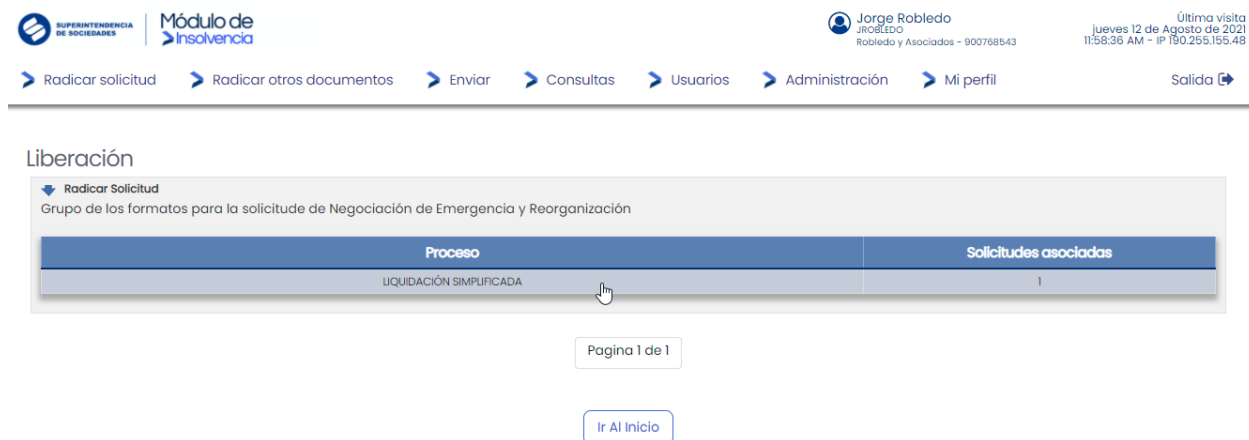 SUPERINTENDENCIA
DE SOCIEDADES
Módulo de
Insolvencia
Jorge Robledo
JROBLEDO
Robledo y Asociados - 900768543
Última visita
jueves 12 de Agosto de 2021
11:58:36 AM - IP 190.255.155.48
Radicar solicitud
Radicar otros documentos
Enviar
Consultas
Usuarios
Administración
Mi perfil
Salida
Liberación
Radicar Solicitud
Grupo de los formatos para la solicitude de Negociación de Emergencia y Reorganización
Proceso
Solicitudes asociadas
LIQUIDACIÓN SIMPLIFICADA
1
Pagina 1 de 1
Ir Al Inicio